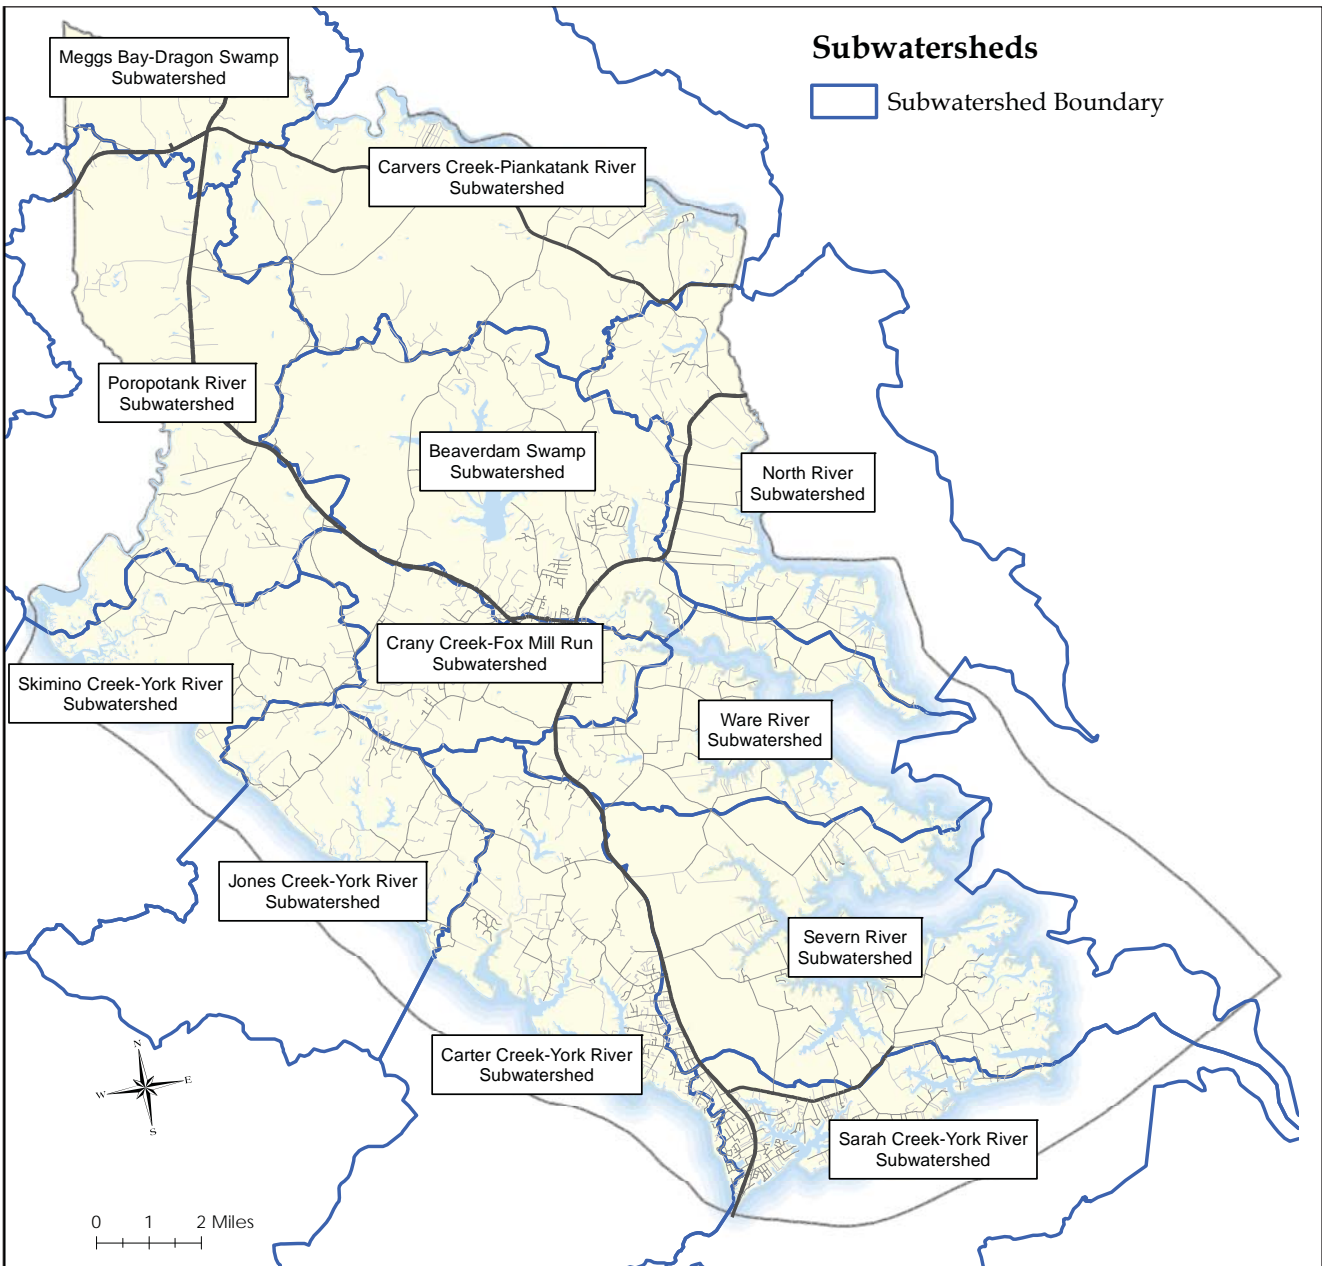 Subwatersheds
Subwatershed Boundary
Meggs Bay-Dragon Swamp
Subwatershed
Carvers Creek-Piankatank River
Subwatershed
Poropotank River
Subwatershed
Beaverdam Swamp
Subwatershed
North River
Subwatershed
Crany Creek-Fox Mill Run
Subwatershed
Skimino Creek-York River
Subwatershed
Ware River
Subwatershed
Jones Creek-York River
Subwatershed
Severn River
Subwatershed
Carter Creek-York River
Subwatershed
Sarah Creek-York River
Subwatershed
N
W E
S
0 1 2 Miles